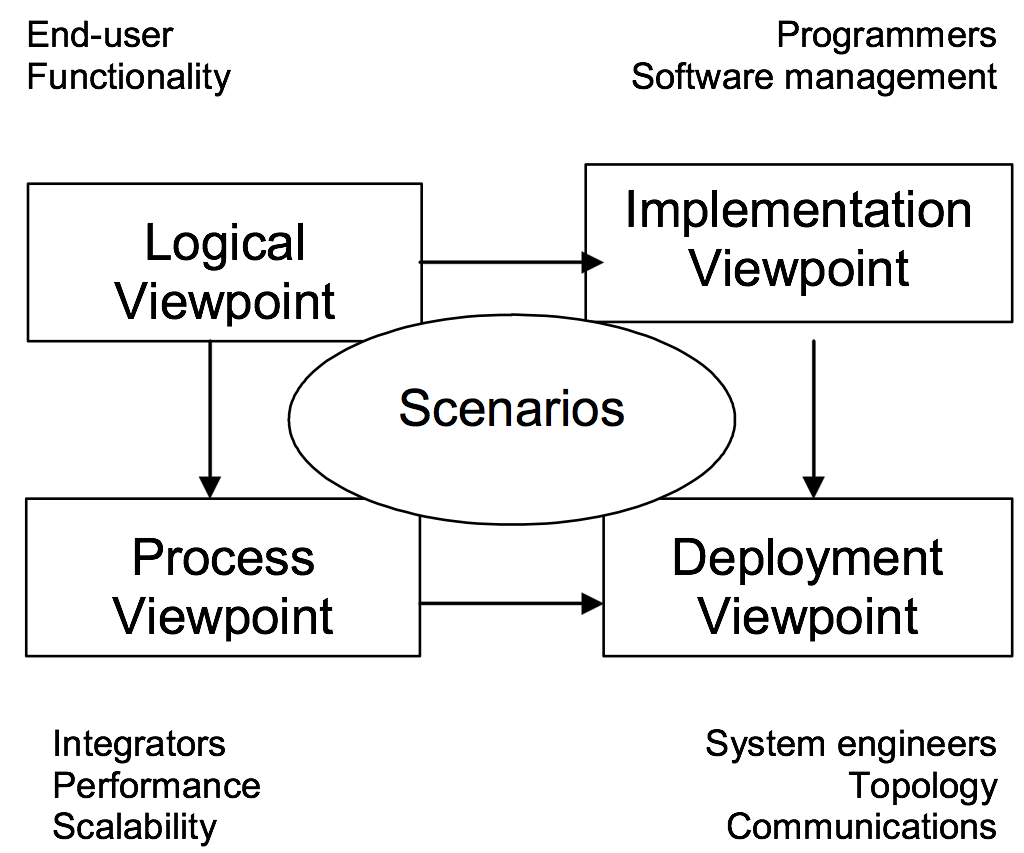 End-user
Functionality
Programmers
Software management
Logical
Viewpoint
Implementation
Viewpoint
Scenarios
Process
Viewpoint
Deployment
Viewpoint
Integrators
Performance
Scalability
System engineers
Topology
Communications